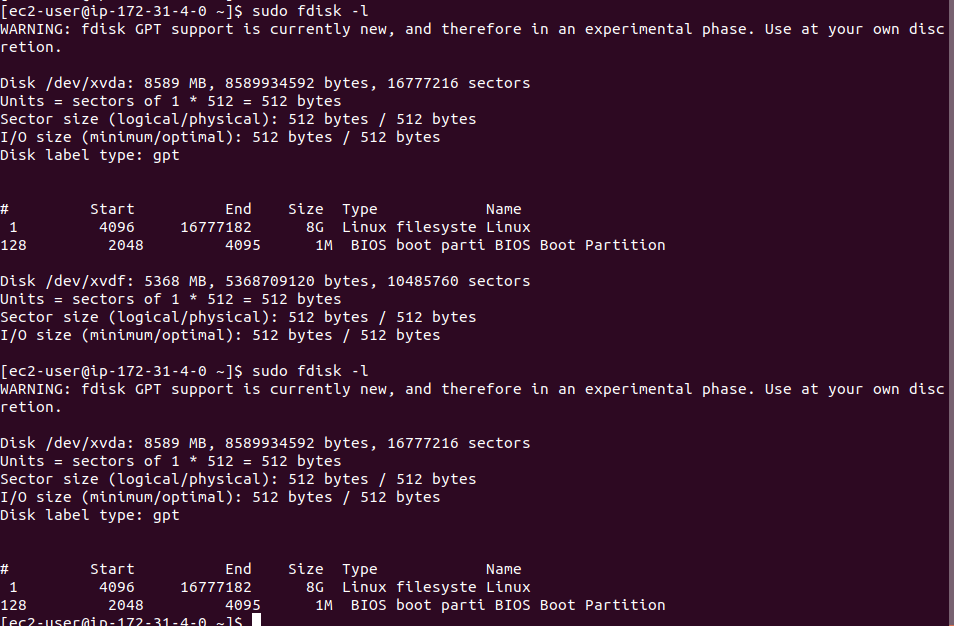 [ec2-user@ip-172-31-4-0 ~]$ sudo fdisk -l
WARNING: fdisk GPT support is currently new, and therefore in an experimental phase. Use at your own disc
retion.

Disk /dev/xvda: 8589 MB, 8589934592 bytes, 16777216 sectors
Units = sectors of 1 * 512 = 512 bytes
Sector size (logical/physical): 512 bytes / 512 bytes
I/O size (minimum/optimal): 512 bytes / 512 bytes
Disk label type: gpt


#         Start          End    Size  Type            Name
 1         4096     16777182      8G  Linux filesyste Linux
128         2048         4095      1M  BIOS boot parti BIOS Boot Partition

Disk /dev/xvdf: 5368 MB, 5368709120 bytes, 10485760 sectors
Units = sectors of 1 * 512 = 512 bytes
Sector size (logical/physical): 512 bytes / 512 bytes
I/O size (minimum/optimal): 512 bytes / 512 bytes

[ec2-user@ip-172-31-4-0 ~]$ sudo fdisk -l
WARNING: fdisk GPT support is currently new, and therefore in an experimental phase. Use at your own disc
retion.

Disk /dev/xvda: 8589 MB, 8589934592 bytes, 16777216 sectors
Units = sectors of 1 * 512 = 512 bytes
Sector size (logical/physical): 512 bytes / 512 bytes
I/O size (minimum/optimal): 512 bytes / 512 bytes
Disk label type: gpt


#         Start          End    Size  Type            Name
 1         4096     16777182      8G  Linux filesyste Linux
128         2048         4095      1M  BIOS boot parti BIOS Boot Partition
[ec2-user@ip-172-31-4-0 ~]$